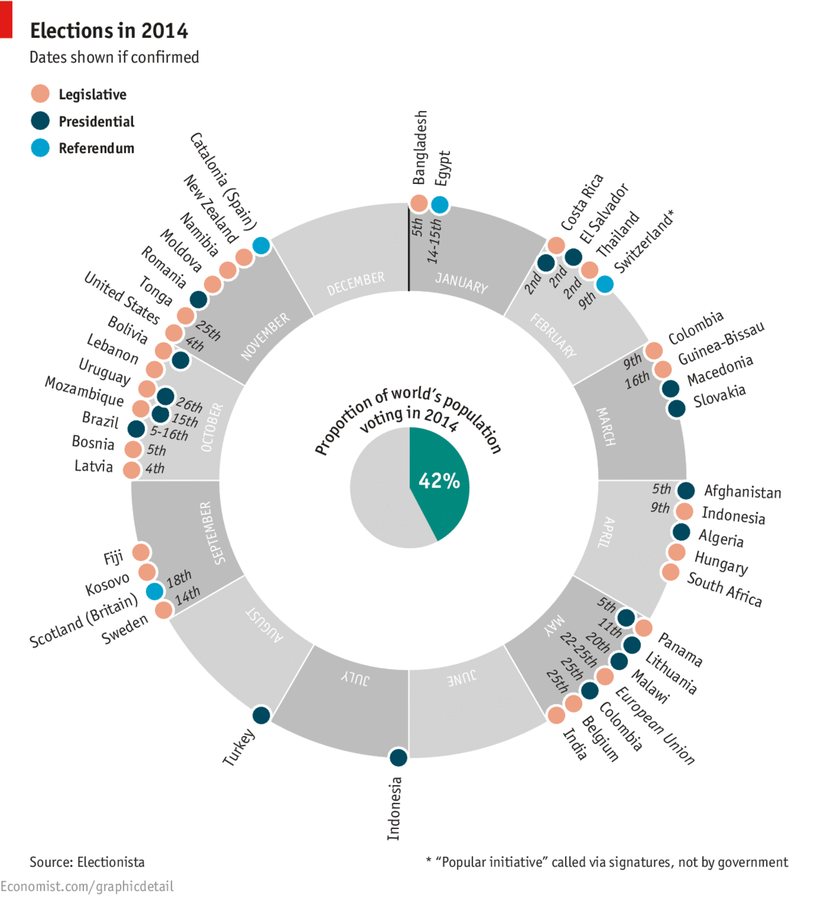 Elections in 2014
Dates shown if confirmed
Legislative
Presidential
Referendum
Bangladesh
5th
Egypt
14-15th
JANUARY
Costa Rica
2nd
El Salvador
2nd
Thailand
2nd
Switzerland*
9th
FEBRUARY
Colombia
9th
Guinea-Bissau
16th
Macedonia
Slovakia
MARCH
Afghanistan
5th
Indonesia
9th
Algeria
Hungary
South Africa
APRIL
Panama
5th
Lithuania
11th
Malawi
20th
European Union
22-25th
Colombia
25th
Belgium
25th
India
MAY
JUNE
Indonesia
JULY
Turkey
AUGUST
Sweden
14th
Scotland (Britain)
18th
Kosovo
Fiji
SEPTEMBER
Latvia
4th
Bosnia
5th
Brazil
5-16th
Mozambique
15th
Uruguay
26th
Lebanon
Bolivia
OCTOBER
United States
4th
Tonga
25th
Romania
Moldova
Namibia
New Zealand
Catalonia (Spain)
NOVEMBER
DECEMBER
Proportion of world's population
voting in 2014
42%
Source: Electionista
* “Popular initiative” called via signatures, not by government
Economist.com/graphicdetail